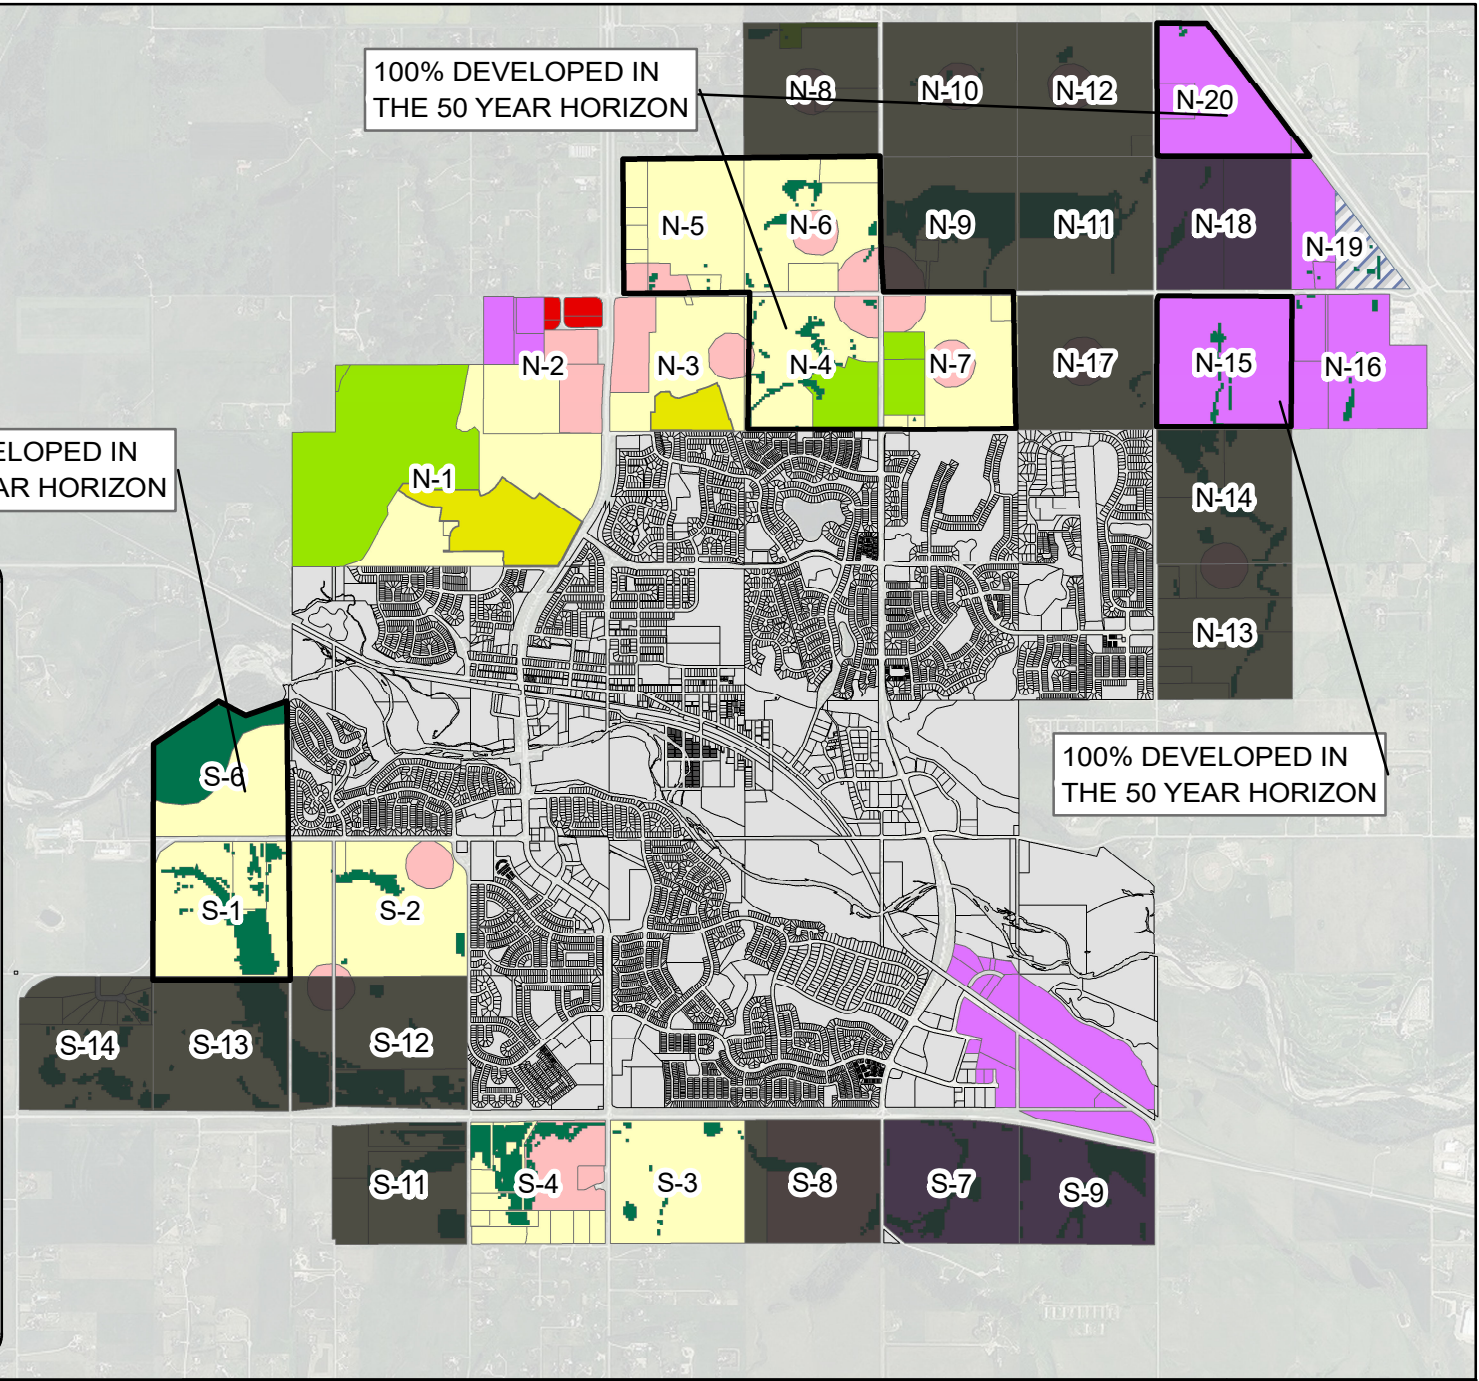 100% DEVELOPED IN
THE 50 YEAR HORIZON
N-8
N-10
N-12
N-20
N-5
N-6
N-9
N-11
N-18
N-19
N-2
N-3
N-4
N-7
N-17
N-15
N-16
ELOPED IN
AR HORIZON
N-1
N-14
N-13
100% DEVELOPED IN
THE 50 YEAR HORIZON
S-6
S-1
S-2
S-14
S-13
S-12
S-11
S-4
S-3
S-8
S-7
S-9